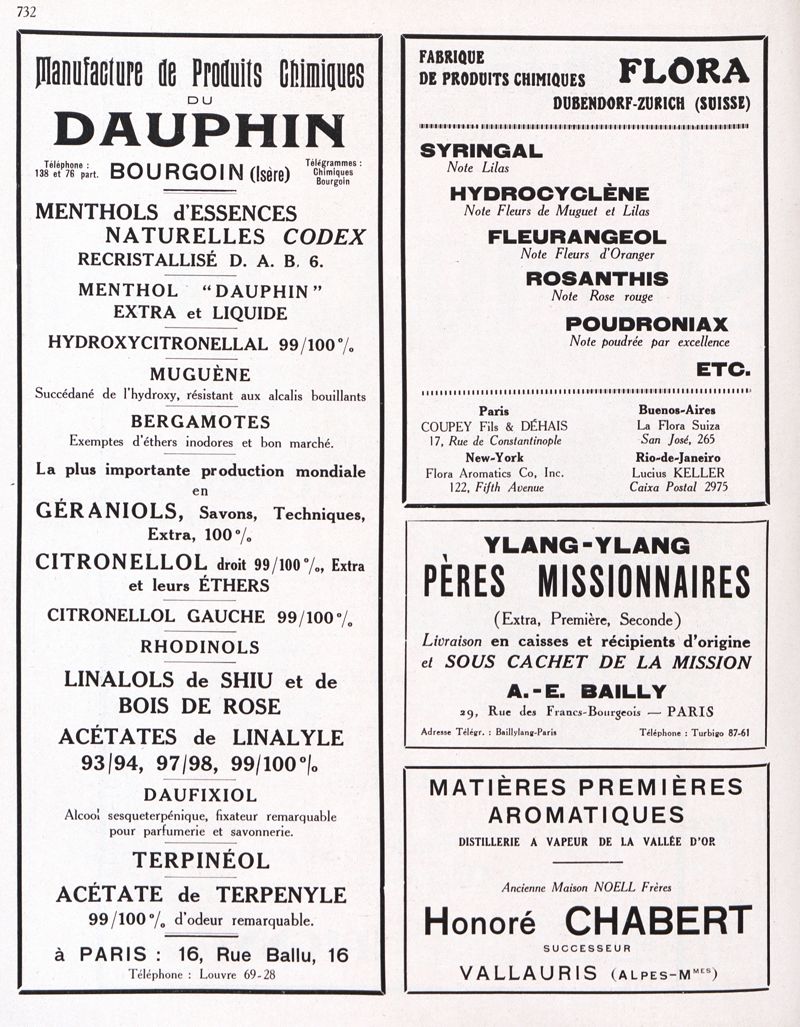 732
Manufacture de Produits Chimiques
DU
DAUPHIN
Téléphone :
138 et 76 part.
BOURGOIN (Isère)
Télégrammes :
Chimiques
Bourgoin
MENTHOLS d'ESSENCES
NATURELLES CODEX
RECRISTALLISÉ D. A. B. 6.
MENTHOL "DAUPHIN"
EXTRA et LIQUIDE
HYDROXYCITRONELLAL 99/100%
MUGUÈNE
Succédané de l'hydroxy, résistant aux alcalis bouillants
BERGAMOTES
Exemptes d'éthers inodores et bon marché.
La plus importante production mondiale
en
GÉRANIOLS, Savons, Techniques,
Extra, 100%
CITRONELLOL droit 99/100%, Extra
et leurs ÉTHERS
CITRONELLOL GAUCHE 99/100%
RHODINOLS
LINALOLS de SHIU et de
BOIS DE ROSE
ACÉTATES de LINALYLE
93/94, 97/98, 99/100%
DAUFIXIOL
Alcool sesqueterpénique, fixateur remarquable
pour parfumerie et savonnerie.
TERPINÉOL
ACÉTATE de TERPENYLE
99/100% d'odeur remarquable.
à PARIS : 16, Rue Ballu, 16
Téléphone : Louvre 69-28
FABRIQUE
DE PRODUITS CHIMIQUES
FLORA
DUBENDORF-ZURICH (SUISSE)
SYRINGAL
Note Lilas
HYDROCYCLÈNE
Note Fleurs de Muguet et Lilas
FLEURANGEOL
Note Fleurs d'Oranger
ROSANTHIS
Note Rose rouge
POUDRONIAX
Note poudrée par excellence
ETC.
Paris
COUPEY Fils & DÉHAIS
17, Rue de Constantinople
New-York
Flora Aromatics Co, Inc.
122, Fifth Avenue
Buenos-Aires
La Flora Suiza
San José, 265
Rio-de-Janeiro
Lucius KELLER
Caixa Postal 2975
YLANG-YLANG
PÈRES MISSIONNAIRES
(Extra, Première, Seconde)
Livraison en caisses et récipients d'origine
et SOUS CACHET DE LA MISSION
A.-E. BAILLY
29, Rue des Francs-Bourgeois — PARIS
Adresse Télégr. : Baillylang-Paris
Téléphone : Turbigo 87-61
MATIÈRES PREMIÈRES
AROMATIQUES
DISTILLERIE A VAPEUR DE LA VALLÉE D'OR
Ancienne Maison NOELL Frères
Honoré CHABERT
SUCCESSEUR
VALLAURIS (ALPES-MMES)